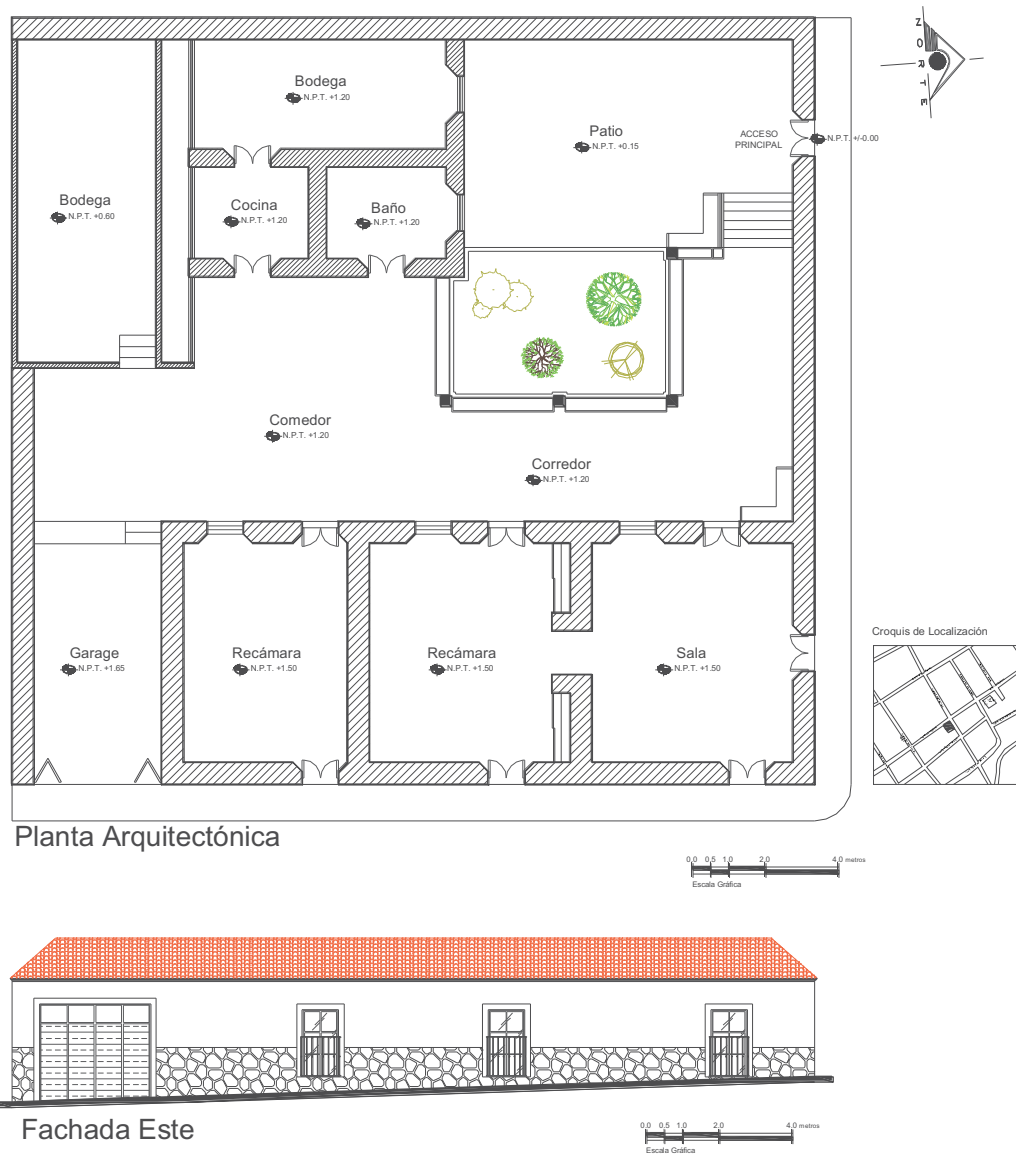 NORTE
Bodega
N.P.T. +1.20
Patio
N.P.T. +0.15
ACCESO
PRINCIPAL
N.P.T. +/-0.00
Bodega
N.P.T. +0.60
Cocina
N.P.T. +1.20
Baño
N.P.T. +1.20
Comedor
N.P.T. +1.20
Corredor
N.P.T. +1.20
Garage
N.P.T. +1.65
Recámara
N.P.T. +1.50
Recámara
N.P.T. +1.50
Sala
N.P.T. +1.50
Croquis de Localización
Planta Arquitectónica
0.0 0.5 1.0 2.0 4.0 metros
Escala Gráfica
Fachada Este
0.0 0.5 1.0 2.0 4.0 metros
Escala Gráfica